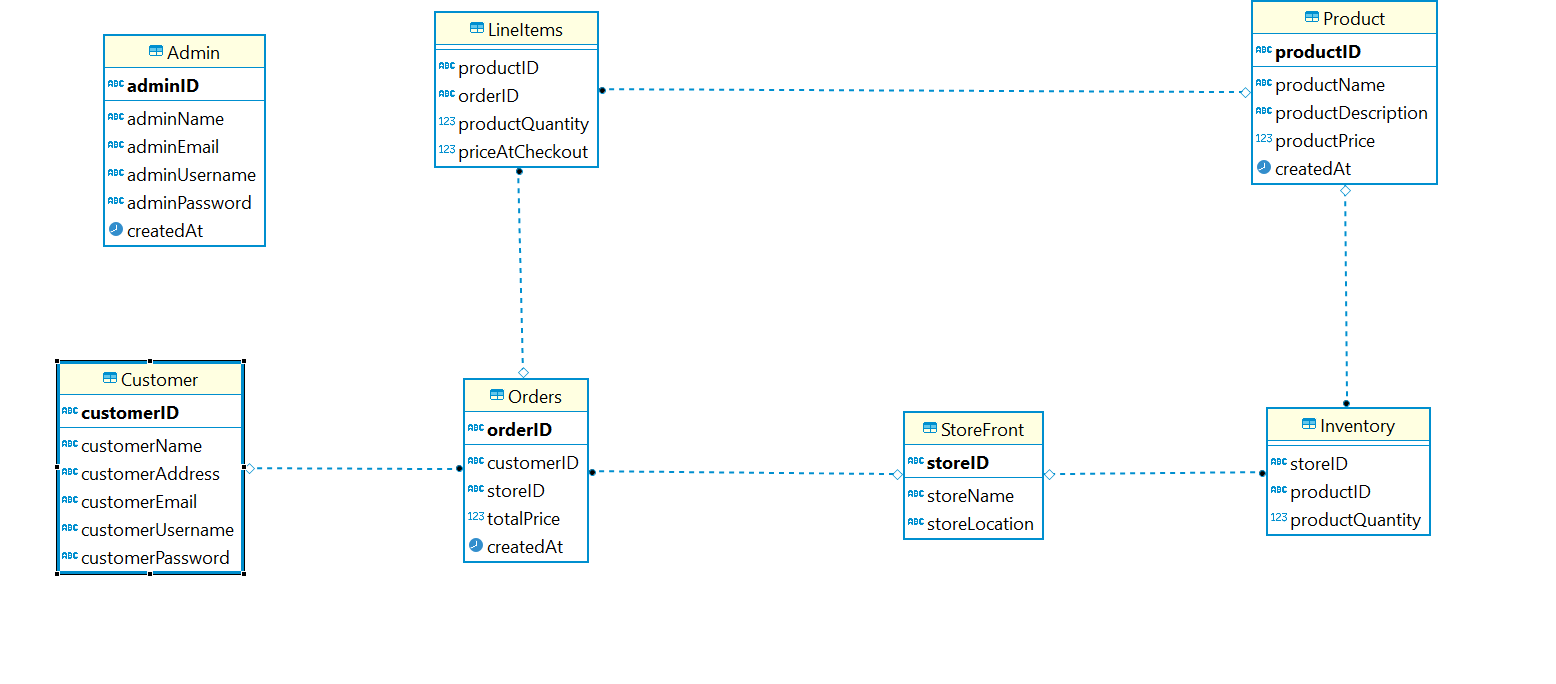 Admin
ABC adminID
ABC adminName
ABC adminEmail
ABC adminUsername
ABC adminPassword
createdAt
LineItems
ABC productID
ABC orderID
123 productQuantity
123 priceAtCheckout
Product
ABC productID
ABC productName
ABC productDescription
123 productPrice
createdAt
Customer
ABC customerID
ABC customerName
ABC customerAddress
ABC customerEmail
ABC customerUsername
ABC customerPassword
Orders
ABC orderID
ABC customerID
ABC storeID
123 totalPrice
createdAt
StoreFront
ABC storeID
ABC storeName
ABC storeLocation
Inventory
ABC storeID
ABC productID
123 productQuantity